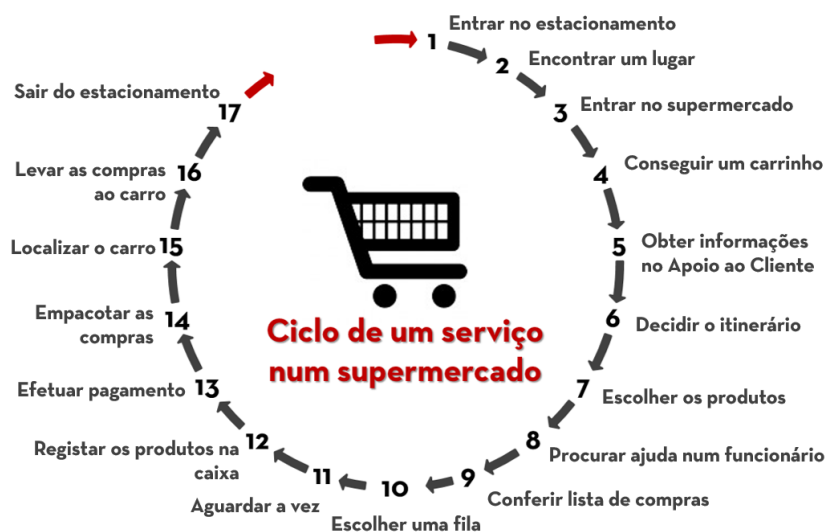 1 Entrar no estacionamento
2 Encontrar um lugar
3 Entrar no supermercado
4 Conseguir um carrinho
5 Obter informações
no Apoio ao Cliente
6 Decidir o itinerário
7 Escolher os produtos
8 Procurar ajuda num funcionário
9 Conferir lista de compras
10 Escolher uma fila
11 Aguardar a vez
12 Registar os produtos na
caixa
13 Efetuar pagamento
14 Empacotar as
compras
15 Localizar o carro
16 Levar as compras
ao carro
17 Sair do estacionamento
Ciclo de um serviço
num supermercado